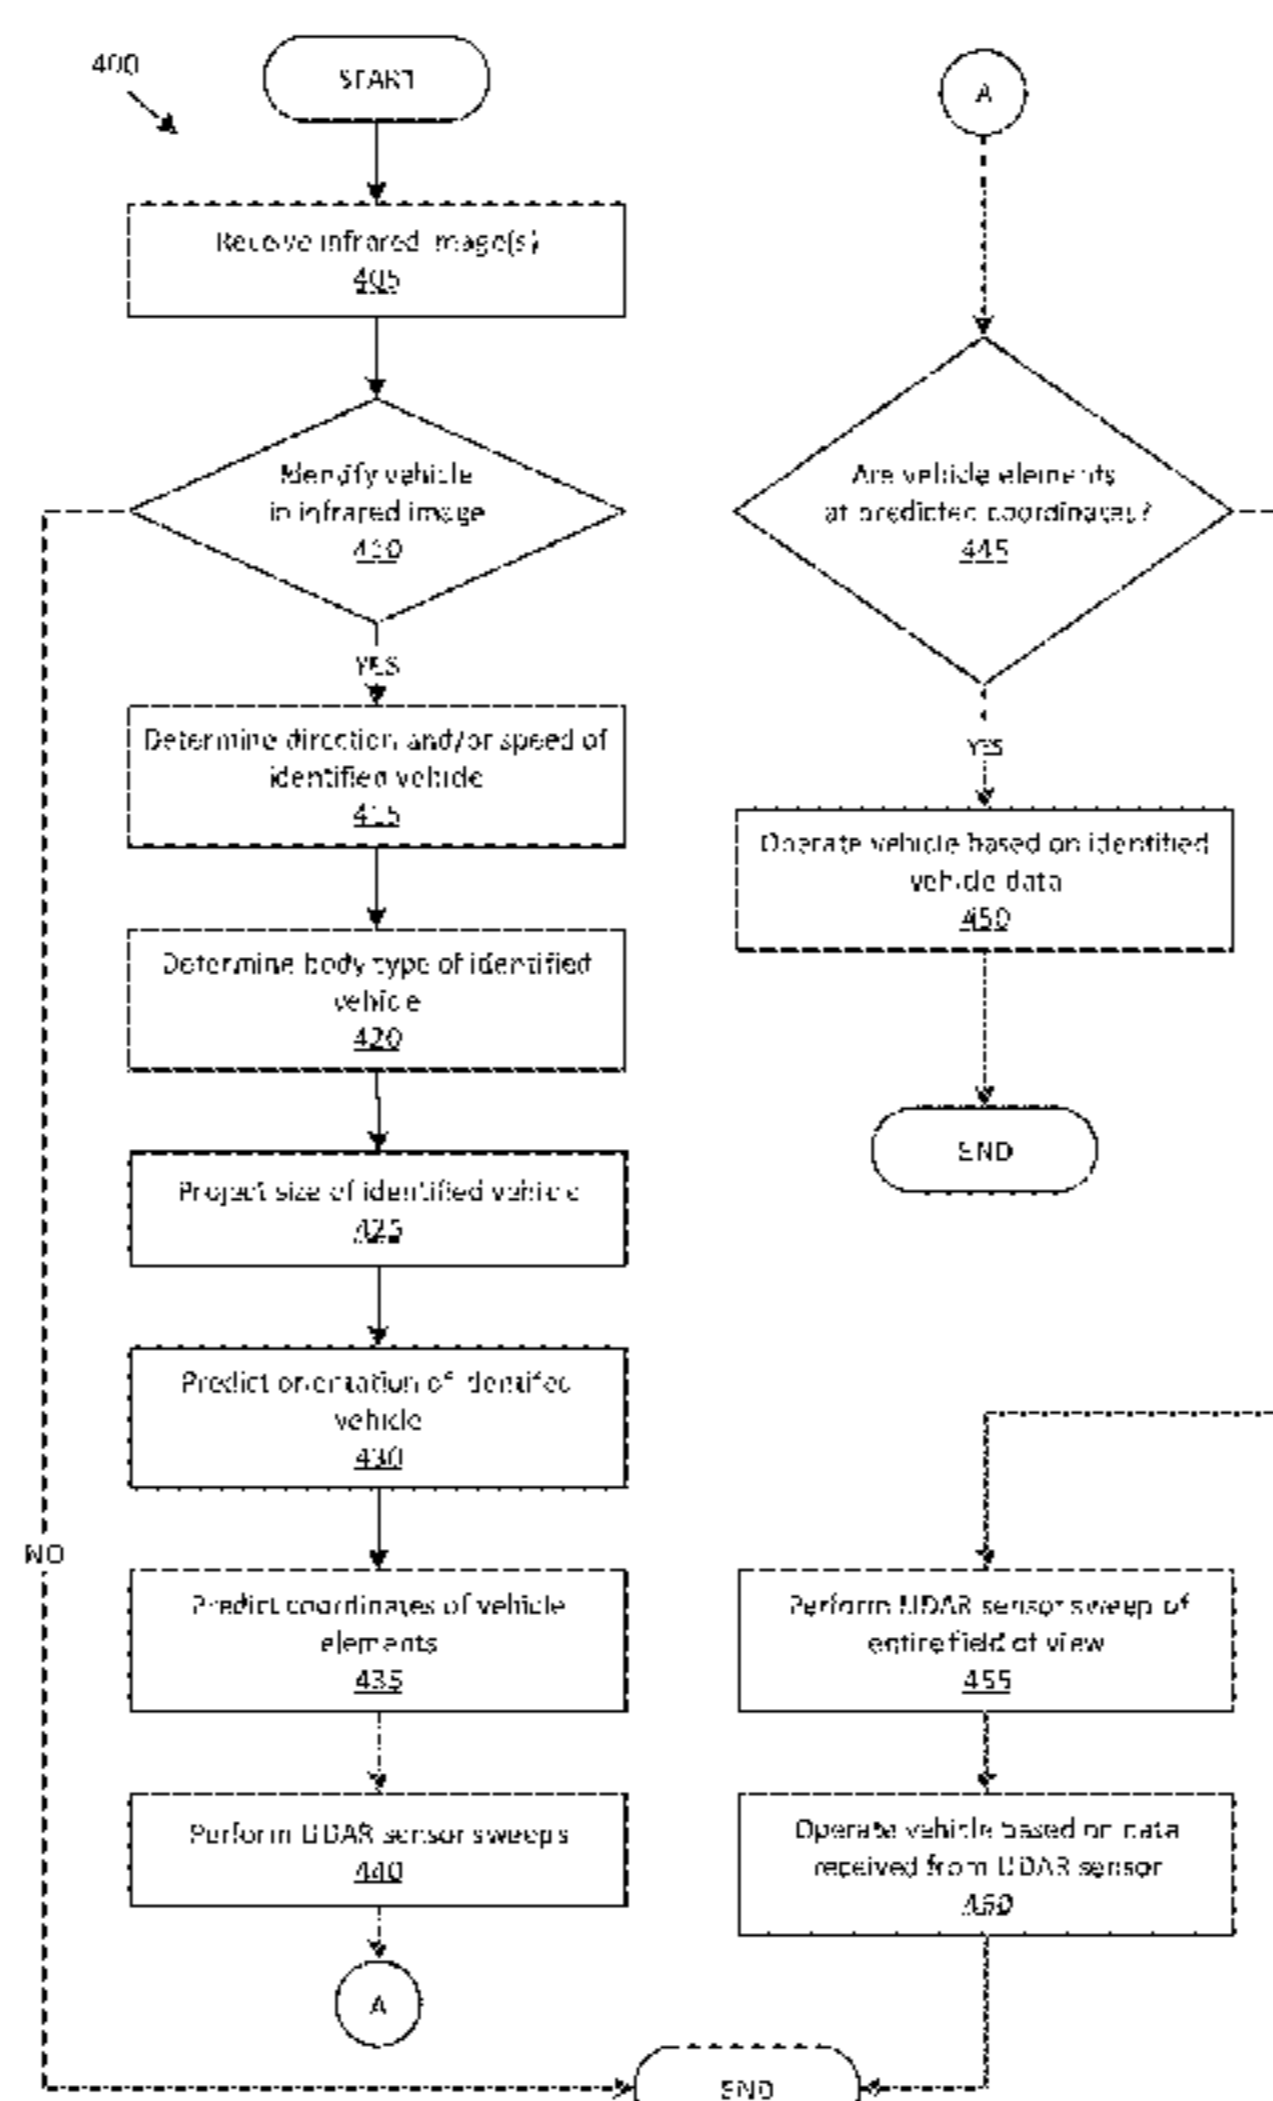 400
START
Receive infrared image(s)
405
Identify vehicle
in infrared image
410
YES
Determine direction and/or speed of
identified vehicle
415
Determine body type of identified
vehicle
420
Project size of identified vehicle
425
Predict orientation of identifed
vehicle
430
NO
Predict coordinates of vehicle
elements
435
Perform LIDAR sensor sweeps
440
A
A
Are vehicle elements
at predicted coordinates?
445
YES
Operate vehicle based on identified
vehicle data
450
END
Perform LIDAR sensor sweep of
entire field of view
455
Operate vehicle based on data
received from LIDAR sensor
460
END